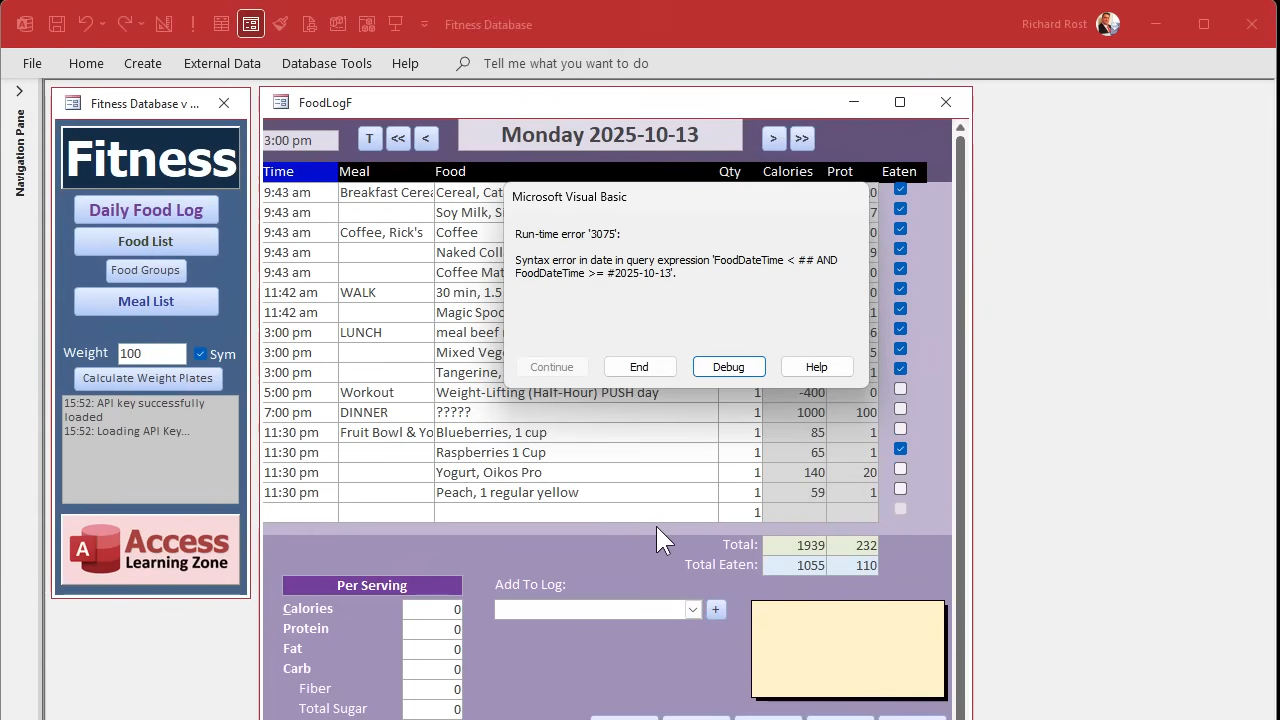 Fitness Database
Richard Rost
File Home Create External Data Database Tools Help Tell me what you want to do
Navigation Pane
Fitness Database v ...
Fitness
Daily Food Log
Food List
Food Groups
Meal List
Weight 100 Sym
Calculate Weight Plates
15:52: API key successfully
loaded
15:52: Loading API Key...
A Access
Learning Zone
FoodLogF
3:00 pm T << < Monday 2025-10-13 > >>
Time Meal Food Qty Calories Prot Eaten
9:43 am Breakfast Cerea Cereal, Cat 0
9:43 am Soy Milk, S 7
9:43 am Coffee, Rick's Coffee 0
9:43 am Naked Coll 0
9:43 am Coffee Mat 0
11:42 am WALK 30 min, 1.5 0
11:42 am Magic Spoo
3:00 pm LUNCH meal beef 6
3:00 pm Mixed Veg 5
3:00 pm Tangerine,
5:00 pm Workout Weight-Lifting (Half-Hour) PUSH day 1 -400 0
7:00 pm DINNER ????? 1 1000 100
11:30 pm Fruit Bowl & Yo Blueberries, 1 cup 1 85 1
11:30 pm Raspberries 1 Cup 1 65 1
11:30 pm Yogurt, Oikos Pro 1 140 20
11:30 pm Peach, 1 regular yellow 1 59 1
1
Microsoft Visual Basic
Run-time error '3075':
Syntax error in date in query expression 'FoodDateTime < ## AND
FoodDateTime >= #2025-10-13'.
Continue End Debug Help
Total: 1939 232
Total Eaten: 1055 110
Per Serving
Calories 0
Protein 0
Fat 0
Carb 0
Fiber 0
Total Sugar 0
Add To Log:
+